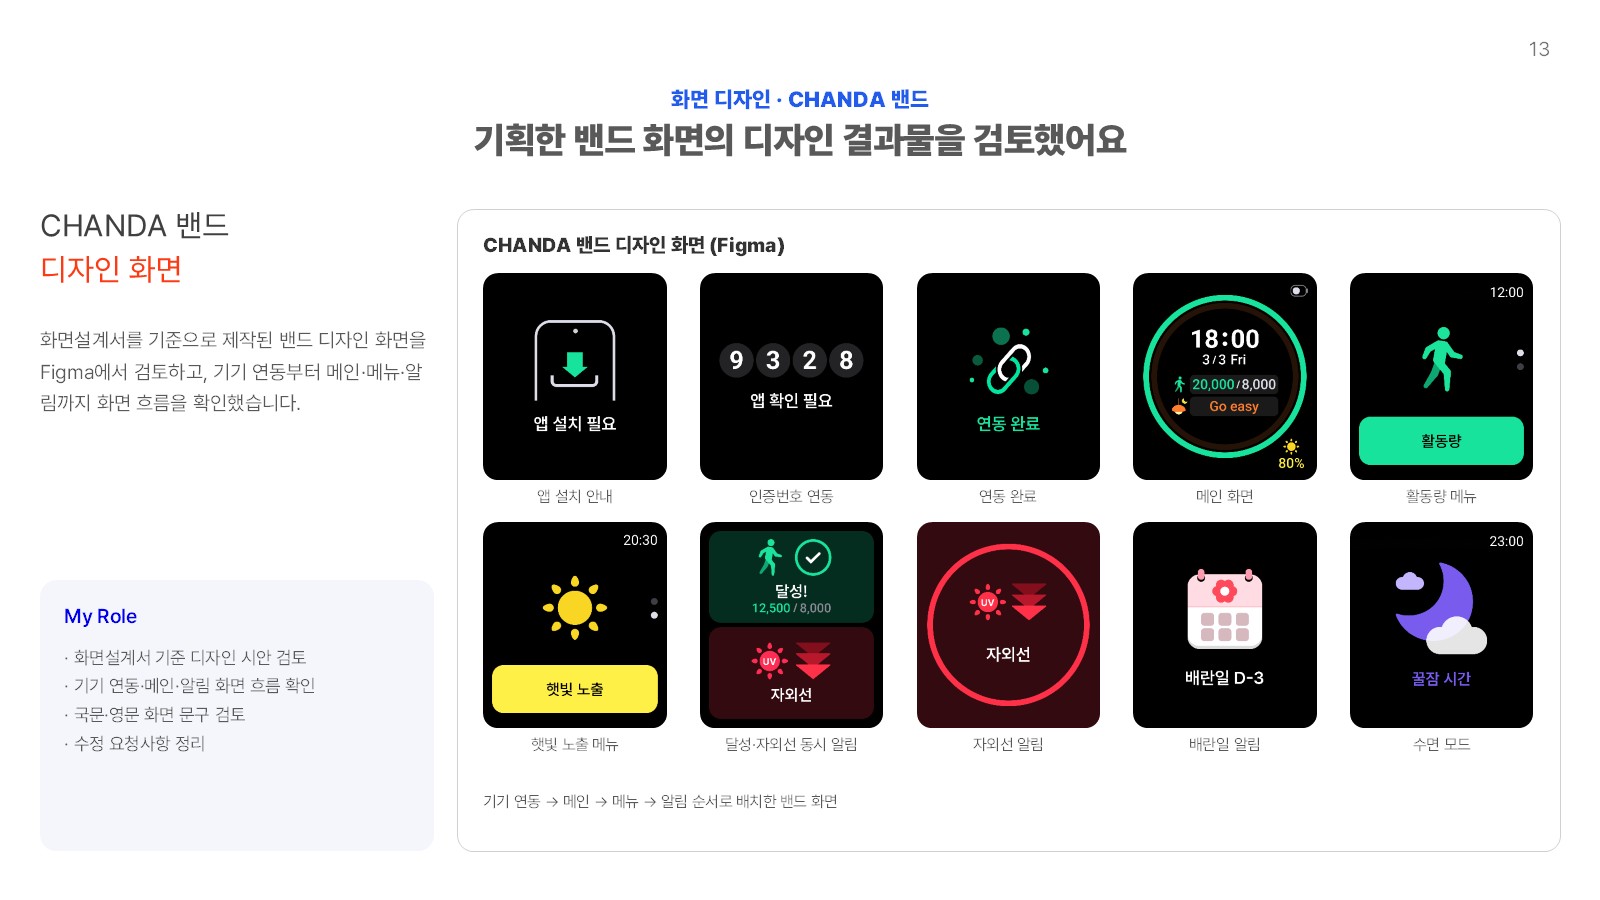 13
화면 디자인 · CHANDA 밴드
기획한 밴드 화면의 디자인 결과물을 검토했어요
CHANDA 밴드
디자인 화면
화면설계서를 기준으로 제작된 밴드 디자인 화면을
Figma에서 검토하고, 기기 연동부터 메인·메뉴·알
림까지 화면 흐름을 확인했습니다.
My Role
· 화면설계서 기준 디자인 시안 검토
· 기기 연동·메인·알림 화면 흐름 확인
· 국문·영문 화면 문구 검토
· 수정 요청사항 정리
CHANDA 밴드 디자인 화면 (Figma)
앱 설치 필요
앱 설치 안내
9 3 2 8
앱 확인 필요
인증번호 연동
연동 완료
연동 완료
18:00
3/3 Fri
20,000/8,000
Go easy
80%
메인 화면
12:00
활동량
활동량 메뉴
20:30
햇빛 노출
햇빛 노출 메뉴
달성!
12,500/8,000
UV
자외선
달성·자외선 동시 알림
UV
자외선
자외선 알림
배란일 D-3
배란일 알림
23:00
꿀잠 시간
수면 모드
기기 연동 → 메인 → 메뉴 → 알림 순서로 배치한 밴드 화면